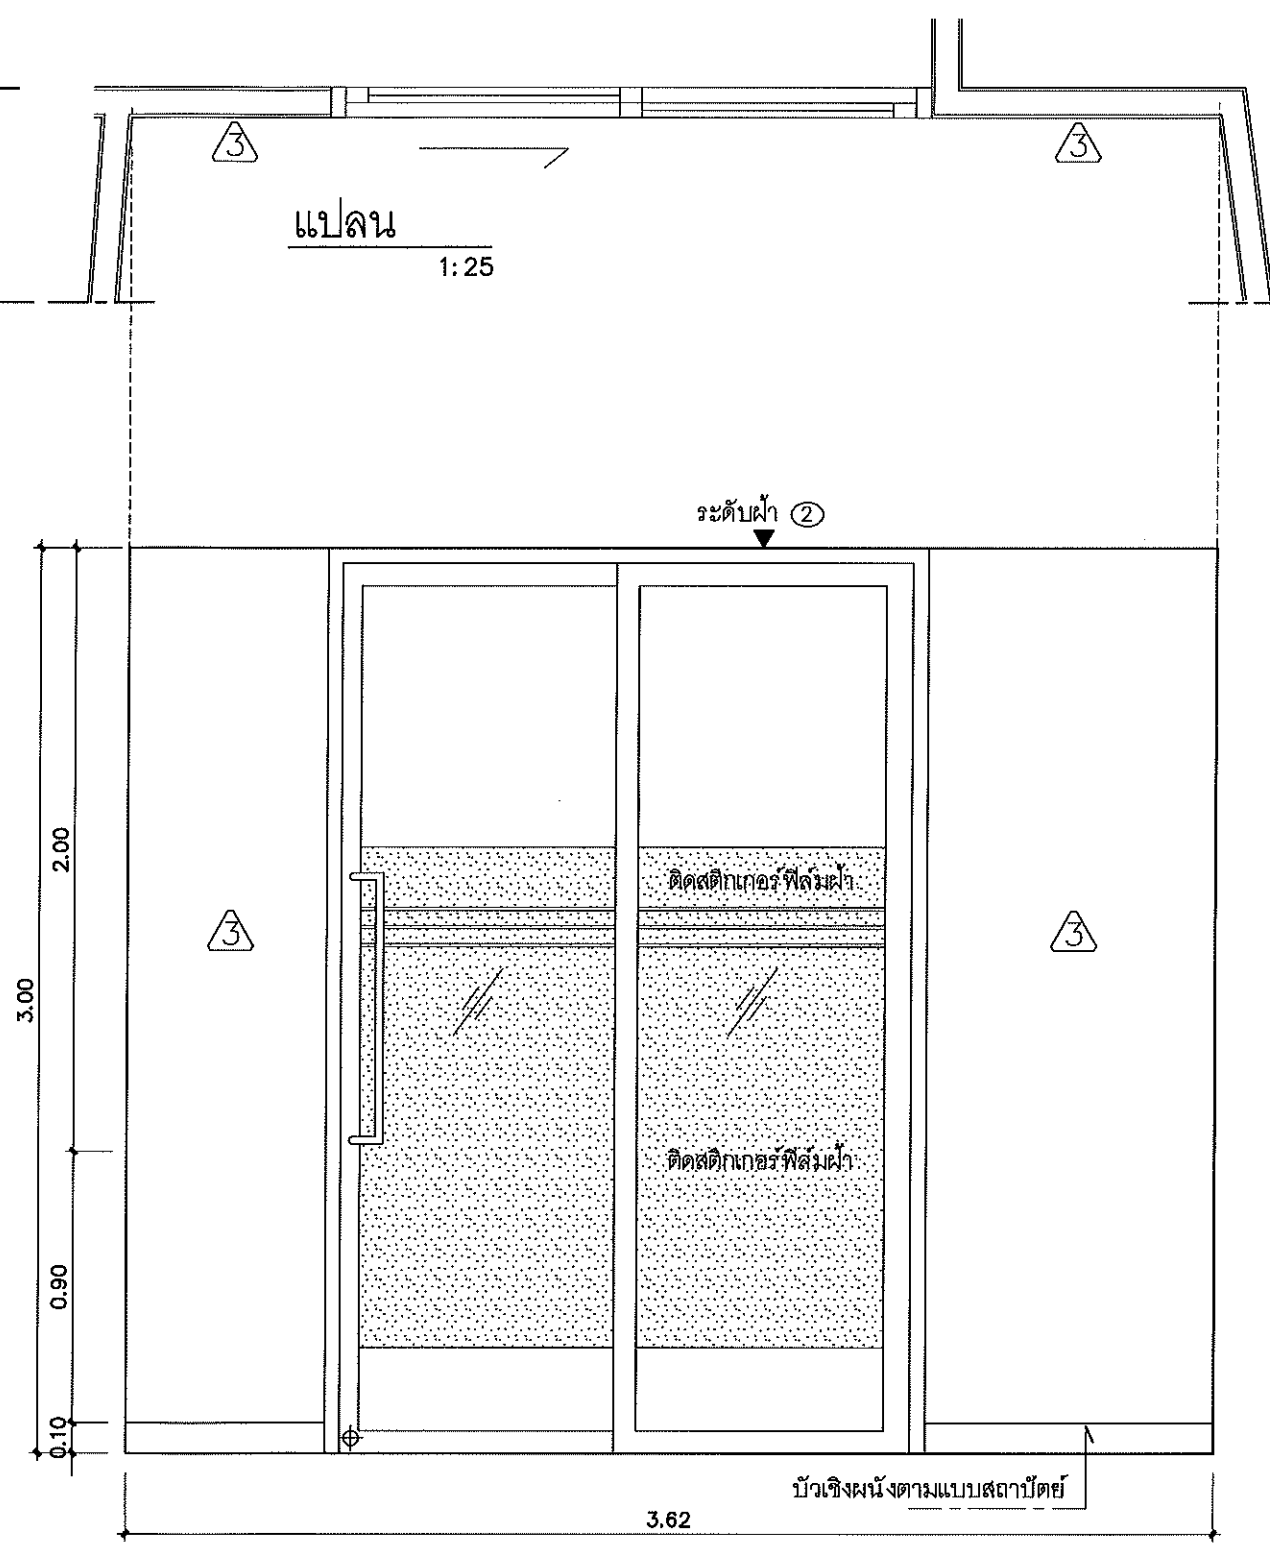 3
3
แปลน
1:25
ระดับฝ้า 2
2.00
ติดสติกเกอร์ฟิล์มฝ้า
3
3
3.00
ติดสติกเกอร์ฟิล์มฝ้า
0.90
0.10
บัวเชิงผนังตามแบบสถาปัตย์
3.62